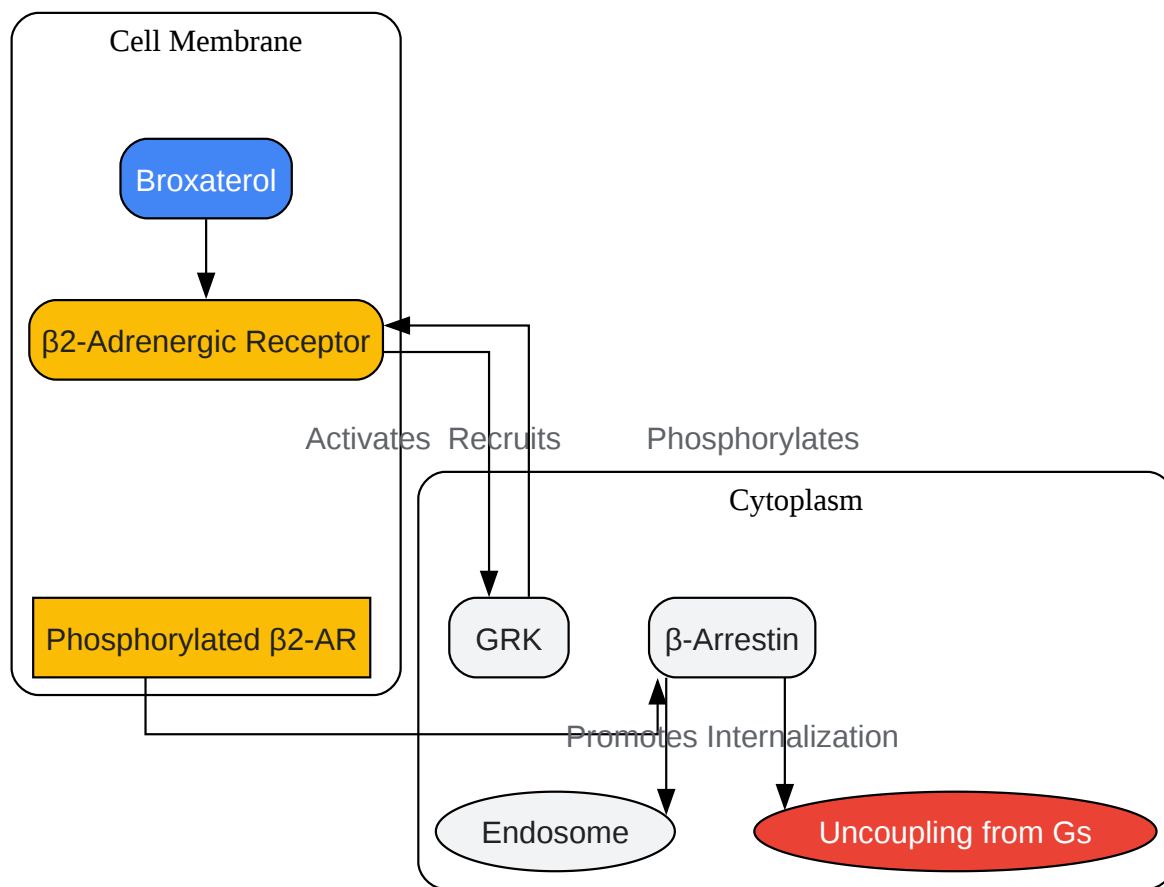 Cell Membrane
Broxaterol
β2-Adrenergic Receptor
Activates
Recruits
Phosphorylates
Cytoplasm
Phosphorylated β2-AR
GRK
β-Arrestin
Promotes Internalization
Endosome
Uncoupling from Gs